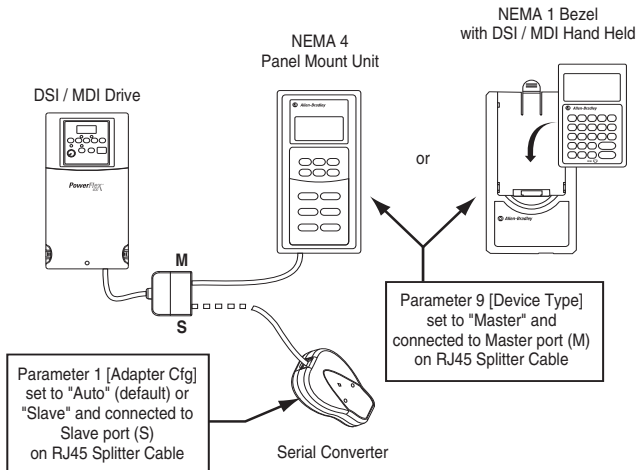 NEMA 1 Bezel
with DSI / MDI Hand Held
NEMA 4
Panel Mount Unit
DSI / MDI Drive
Allen-Bradley
Allen-Bradley
or
PowerFlex
Allen-Bradley
M
S
Parameter 9 [Device Type]
set to "Master" and
connected to Master port (M)
on RJ45 Splitter Cable
Parameter 1 [Adapter Cfg]
set to "Auto" (default) or
"Slave" and connected to
Slave port (S)
on RJ45 Splitter Cable
Serial Converter